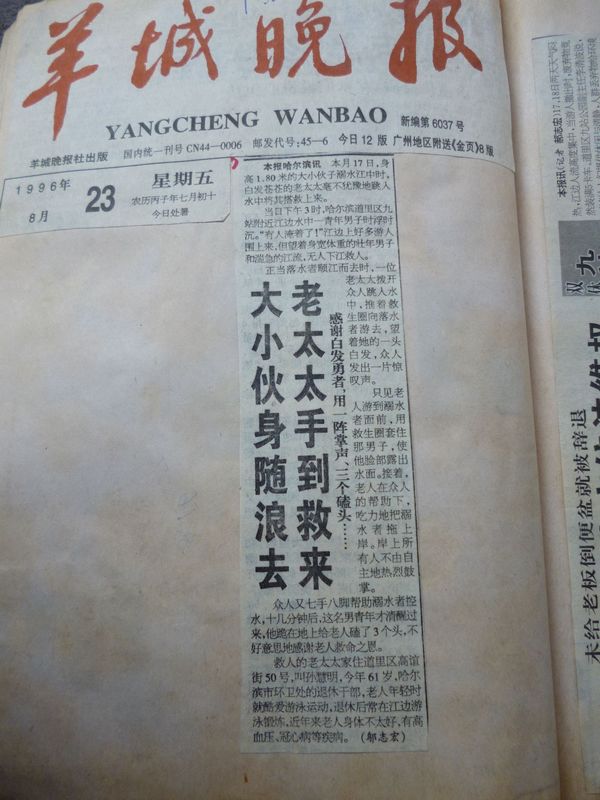 羊城晚报
YANGCHENG WANBAO 新编第6037号
羊城晚报社出版 国内统一刊号CN44—0006 邮发代号:45—6 今日12版 广州地区附送《金页》8版
1996年
8月
23
星期五
农历丙子年七月初十
今日处暑
大小伙身随浪去
老太太手到救来
感谢白发勇者,用一阵掌声、三个磕头……
本报哈尔滨讯 本月17日,身
高1.80米的大小伙子溺水江中时,
白发苍苍的老太太毫不犹豫地跳入
水中将其搭救上来。
当日下午3时,哈尔滨道里区九
站附近江边水中一青年男子时浮时
沉。“有人淹着了!”江边上好多游人
围上来,但望着身宽体重的壮年男子
和湍急的江流,无人下江救人。
正当落水者顺江而去时,一位
老太太拨开
众人跳入水
中,推着救
生圈向落水
者游去,望
着她的一头
白发,众人
发出一片惊
叹声。
只见老
人游到溺水
者面前,用
救生圈套住
那男子,使
他脸部露出
水面。接着,
老人在众人
的帮助下,
吃力地把溺
水者拖上
岸。岸上所
有人不由自
主地热烈鼓
掌。
众人又七手八脚帮助溺水者控
水,十几分钟后,这名男青年才清醒过
来,他跪在地上给老人磕了3个头,不
好意思地感谢老人救命之恩。
救人的老太太家住道里区高谊
街50号,叫孙慧明,今年61岁,哈尔
滨市环卫处的退休干部,老人年轻时
就酷爱游泳运动,退休后常在江边游
泳锻炼,近年来老人身体不太好,有高
血压、冠心病等疾病。 (邬志宏)
未给老板倒便盆就被辞退